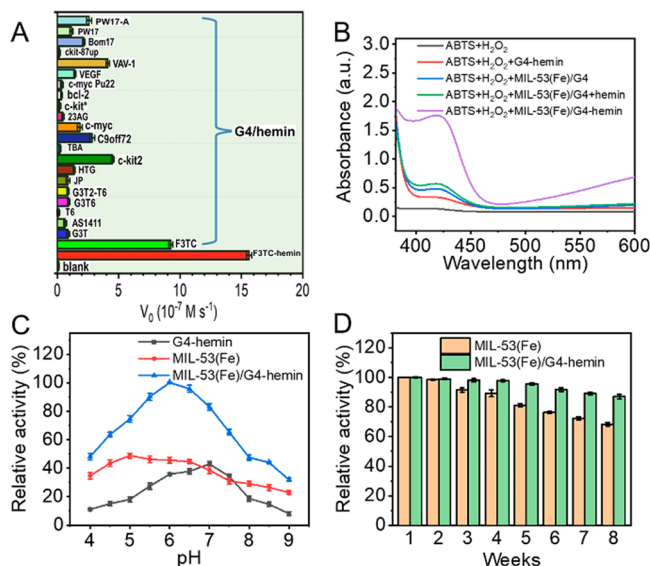 A
PW17-A
PW17
Bom17
ckit-87up
VAV-1
VEGF
c-myc Pu22
bcl-2
c-kit*
23AG
c-myc
C9off72
TBA
c-kit2
HTG
JP
G3T2-T6
G3T6
T6
AS1411
G3T
F3TC
F3TC-hemin
blank
G4/hemin
0 5 10 15 20
V₀ (10⁻⁷ M s⁻¹)
B
ABTS+H₂O₂
ABTS+H₂O₂+G4-hemin
ABTS+H₂O₂+MIL-53(Fe)/G4
ABTS+H₂O₂+MIL-53(Fe)/G4+hemin
ABTS+H₂O₂+MIL-53(Fe)/G4-hemin
Absorbance (a.u.)
3.0
2.5
2.0
1.5
1.0
0.5
0.0
400 450 500 550 600
Wavelength (nm)
C
G4-hemin
MIL-53(Fe)
MIL-53(Fe)/G4-hemin
Relative activity (%)
120
100
80
60
40
20
0
4 5 6 7 8 9
pH
D
MIL-53(Fe)
MIL-53(Fe)/G4-hemin
Relative activity (%)
120
100
80
60
40
20
0
1 2 3 4 5 6 7 8
Weeks